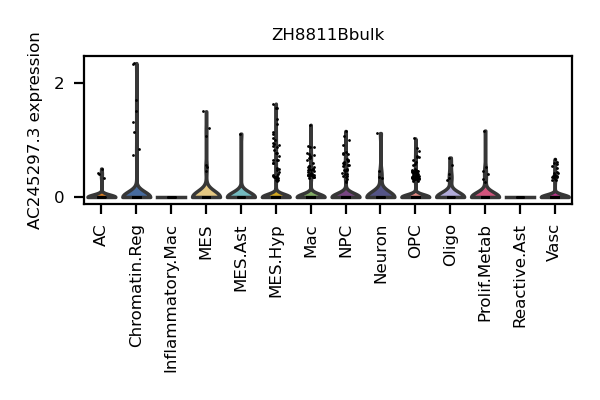 ZH8811Bbulk
AC245297.3 expression
2
0
AC
Chromatin.Reg
Inflammatory.Mac
MES
MES.Ast
MES.Hyp
Mac
NPC
Neuron
OPC
Oligo
Prolif.Metab
Reactive.Ast
Vasc